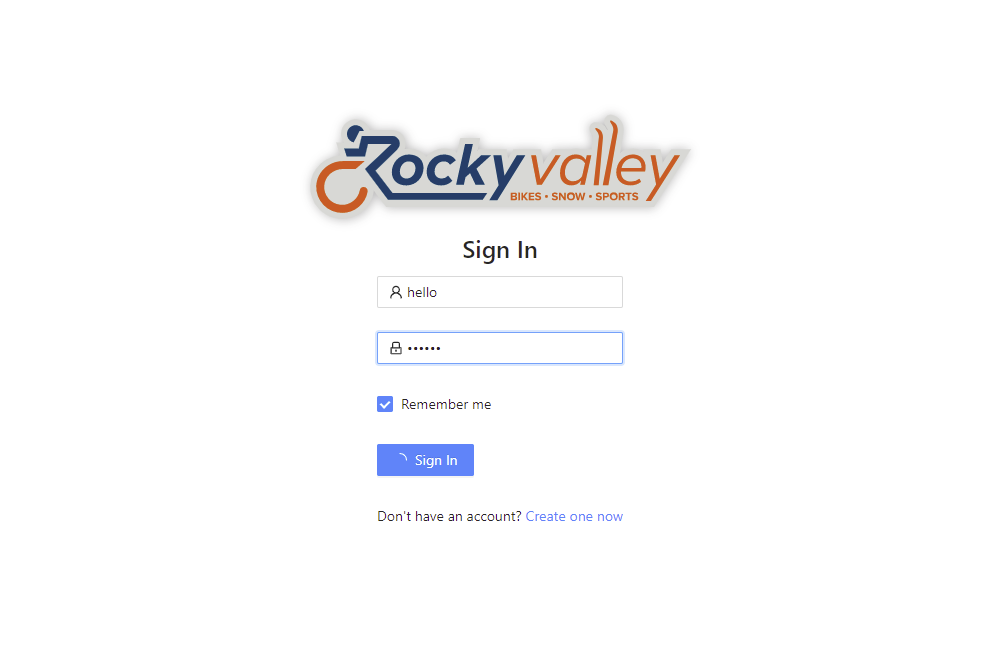 Rocky valley
BIKES • SNOW • SPORTS
Sign In
hello
••••••
Remember me
Sign In
Don't have an account? Create one now